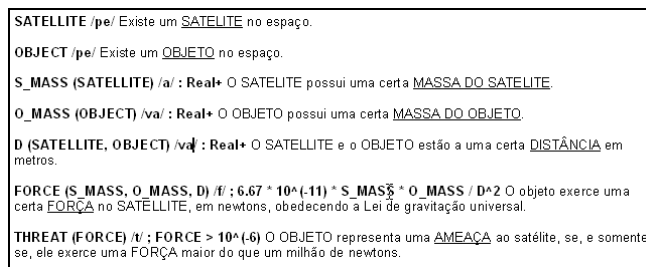 SATELLITE /pe/ Existe um SATELITE no espaço.
OBJECT /pe/ Existe um OBJETO no espaço.
S_MASS (SATELLITE) /a/ : Real+ O SATELITE possui uma certa MASSA DO SATELITE.
O_MASS (OBJECT) /va/ : Real+ O OBJETO possui uma certa MASSA DO OBJETO.
D (SATELLITE, OBJECT) /va/ : Real+ O SATELLITE e o OBJETO estão a uma certa DISTÂNCIA em
metros.
FORCE (S_MASS, O_MASS, D) /f/ ; 6.67 * 10^(-11) * S_MASS * O_MASS / D^2 O objeto exerce uma
certa FORÇA no SATELLITE, em newtons, obedecendo a Lei de gravitação universal.
THREAT (FORCE) /t/ ; FORCE > 10^(-6) O OBJETO representa uma AMEAÇA ao satélite, se, e somente
se, ele exerce uma FORÇA maior do que um milhão de newtons.